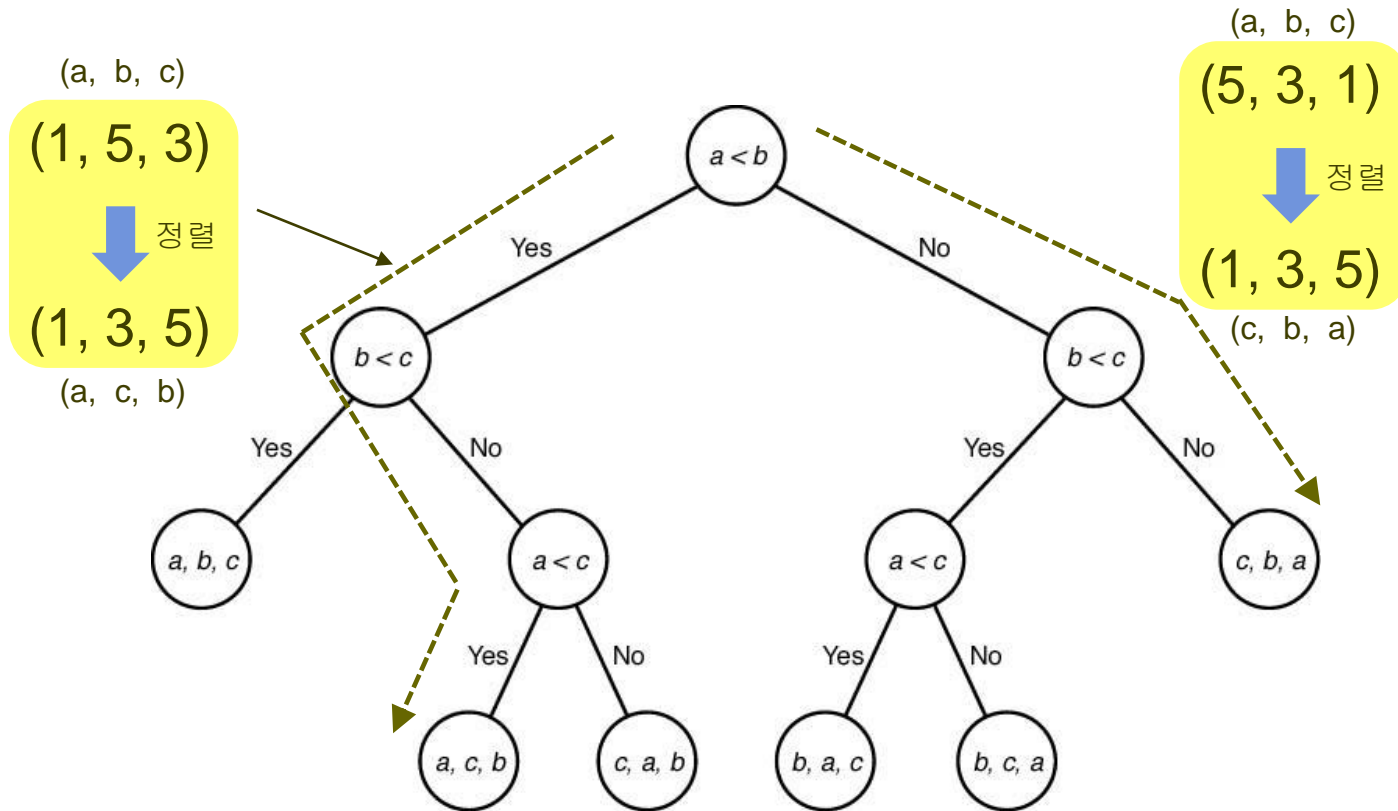 (a, b, c)
(1, 5, 3)
정렬
(1, 3, 5)
(a, c, b)
(a, b, c)
(5, 3, 1)
정렬
(1, 3, 5)
(c, b, a)
a < b
Yes
No
b < c
b < c
Yes
No
Yes
No
a, b, c
a < c
a < c
c, b, a
Yes
No
Yes
No
a, c, b
c, a, b
b, a, c
b, c, a